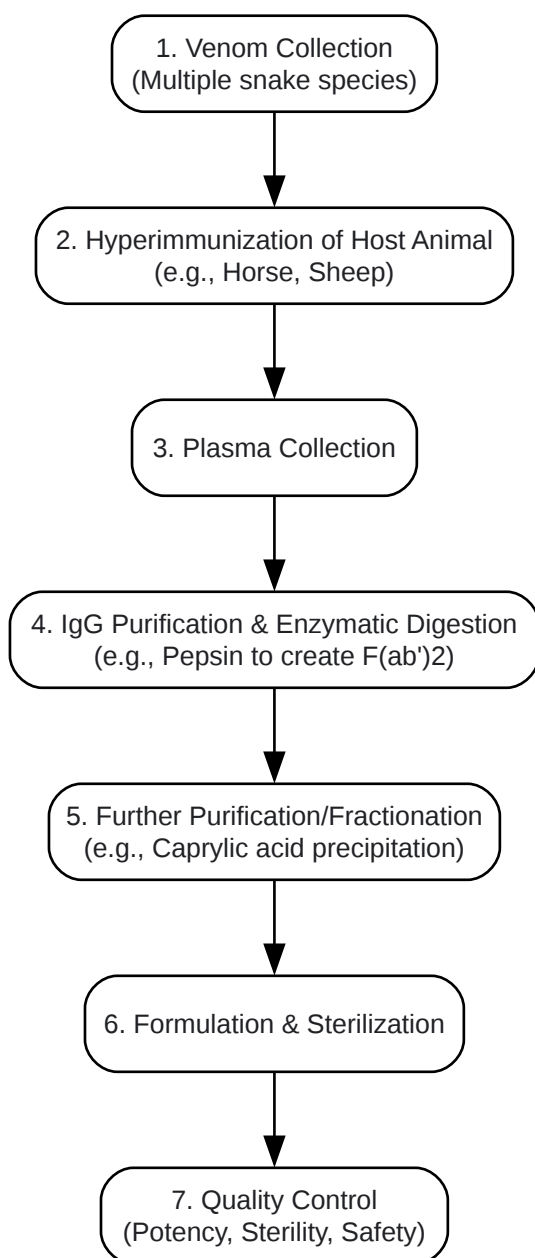 1. Venom Collection
(Multiple snake species)
2. Hyperimmunization of Host Animal
(e.g., Horse, Sheep)
3. Plasma Collection
4. IgG Purification & Enzymatic Digestion
(e.g., Pepsin to create F(ab')2)
5. Further Purification/Fractionation
(e.g., Caprylic acid precipitation)
6. Formulation & Sterilization
7. Quality Control
(Potency, Sterility, Safety)